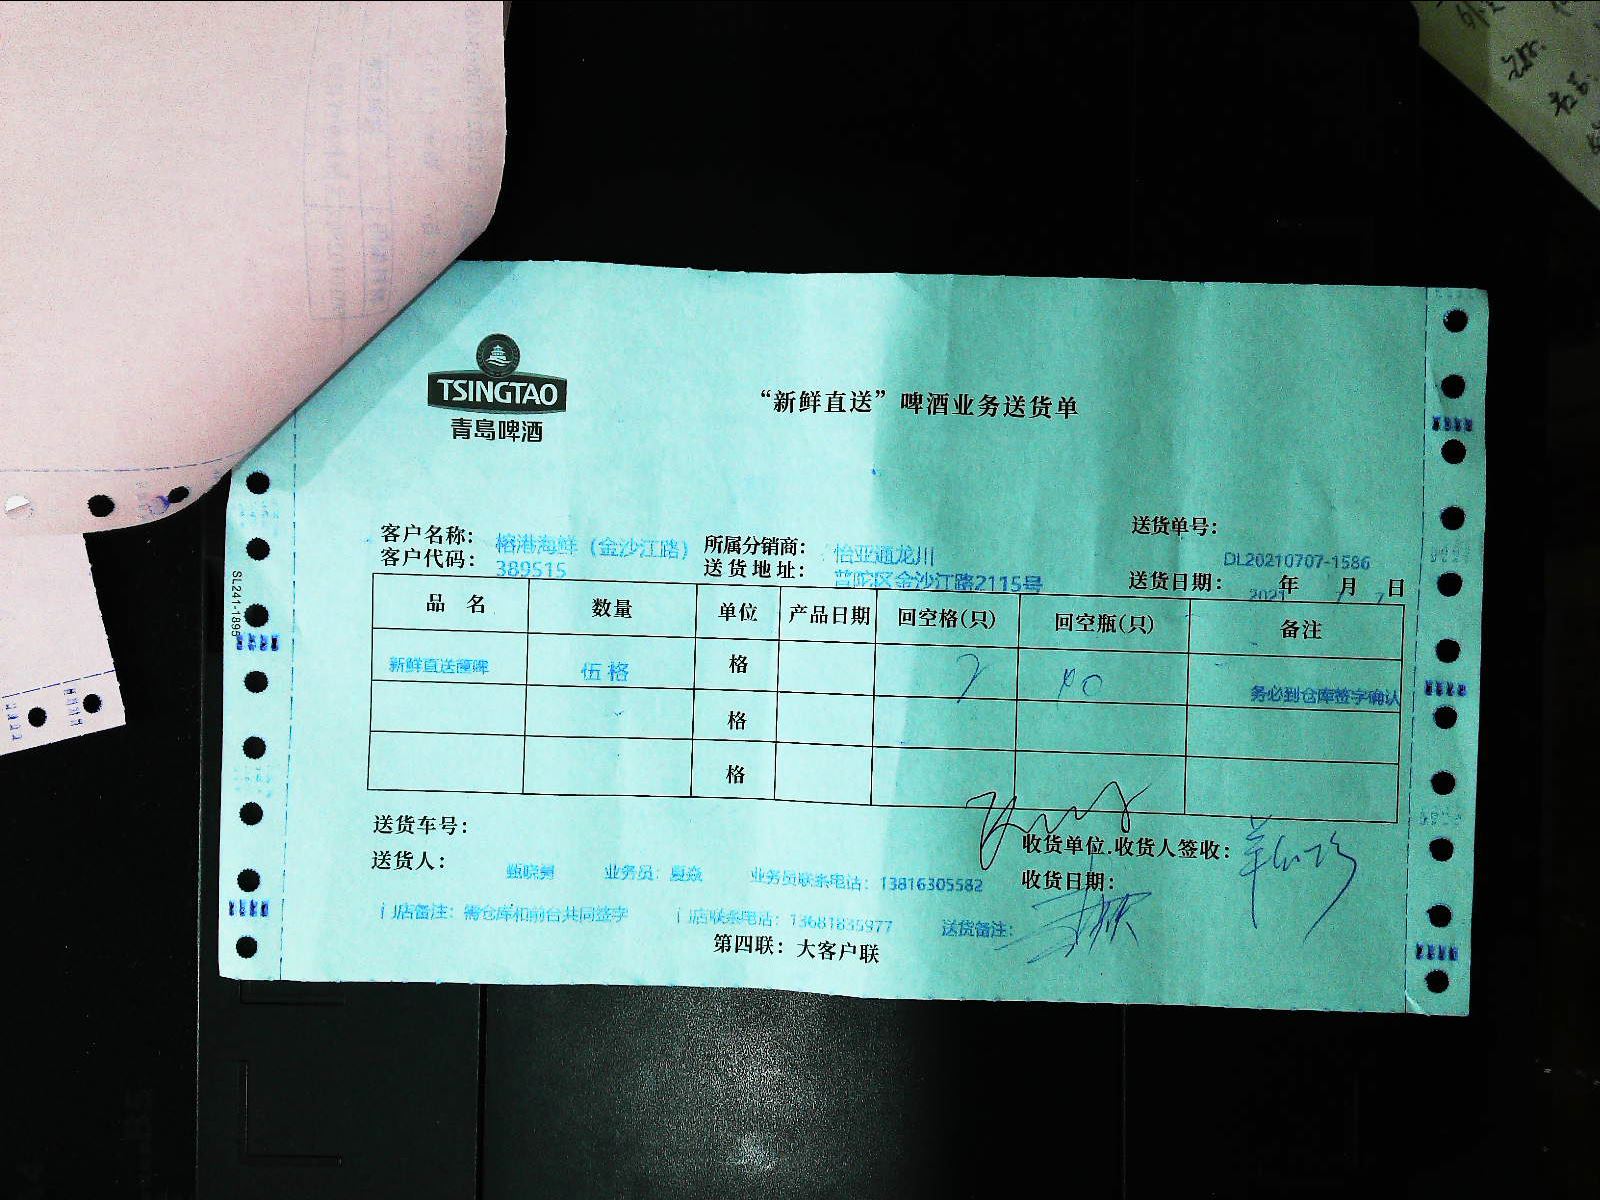 TSINGTAO
青岛啤酒
“新鲜直送”啤酒业务送货单
客户名称： 榕港海鲜（金沙江路） 所属分销商： 怡亚通龙川 送货单号： DL20210707-1586
客户代码： 389515 送货地址： 普陀区金沙江路2115号 送货日期： 2021年 7月 7日
品名 数量 单位 产品日期 回空格(只) 回空瓶(只) 备注
新鲜直送 伍格 格 务必到仓库签字确认
格
格
送货车号：
收货单位.收货人签收：
送货人： 业务员：夏焱 业务员联系电话：13816305582 收货日期：
门店备注：需仓库和前台共同签字 门店联系电话：13681835977 送货备注：
第四联：大客户联
SL241-1895